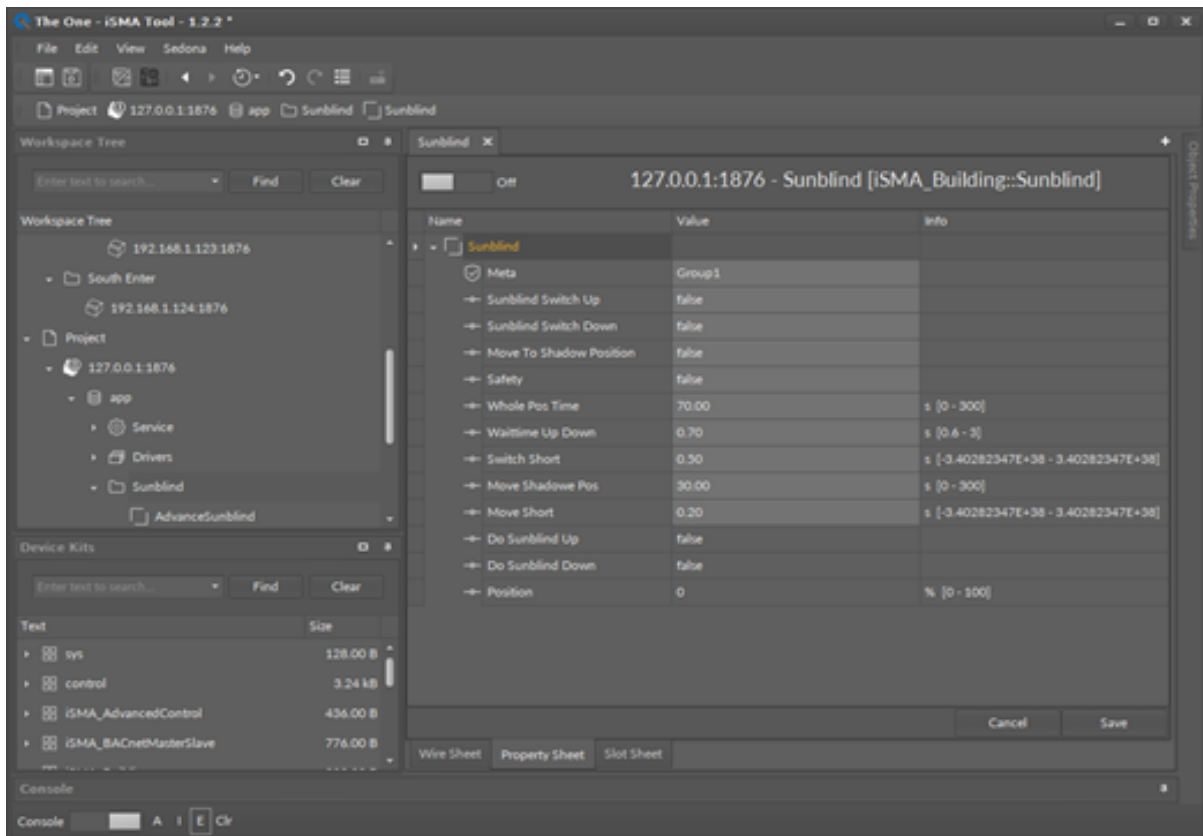 The One - iSMA Tool - 1.2.2 *
File Edit View Sedona Help
Project 127.0.0.1:1876 app Sunblind Sunblind
Workspace Tree
Enter text to search... Find Clear
Workspace Tree
192.168.1.123:1876
South Enter
192.168.1.124:1876
Project
127.0.0.1:1876
app
Service
Drivers
Sunblind
AdvanceSunblind
Device Kits
Enter text to search... Find Clear
Text Size
sys 128.00 B
control 3.24 kB
iSMA_AdvancedControl 436.00 B
iSMA_BACnetMasterSlave 776.00 B
Sunblind
Off 127.0.0.1:1876 - Sunblind [iSMA_Building::Sunblind]
Name Value Info
Sunblind
Meta Group1
Sunblind Switch Up false
Sunblind Switch Down false
Move To Shadow Position false
Safety false
Whole Pos Time 70.00 s [0 - 300]
Waittime Up Down 0.70 s [0.6 - 3]
Switch Short 0.50 s [-3.40282347E+38 - 3.40282347E+38]
Move Shadowe Pos 30.00 s [0 - 300]
Move Short 0.20 s [-3.40282347E+38 - 3.40282347E+38]
Do Sunblind Up false
Do Sunblind Down false
Position 0 % [0 - 100]
Cancel Save
Wire Sheet Property Sheet Slot Sheet
Object Properties
Console
Console A I E Clr